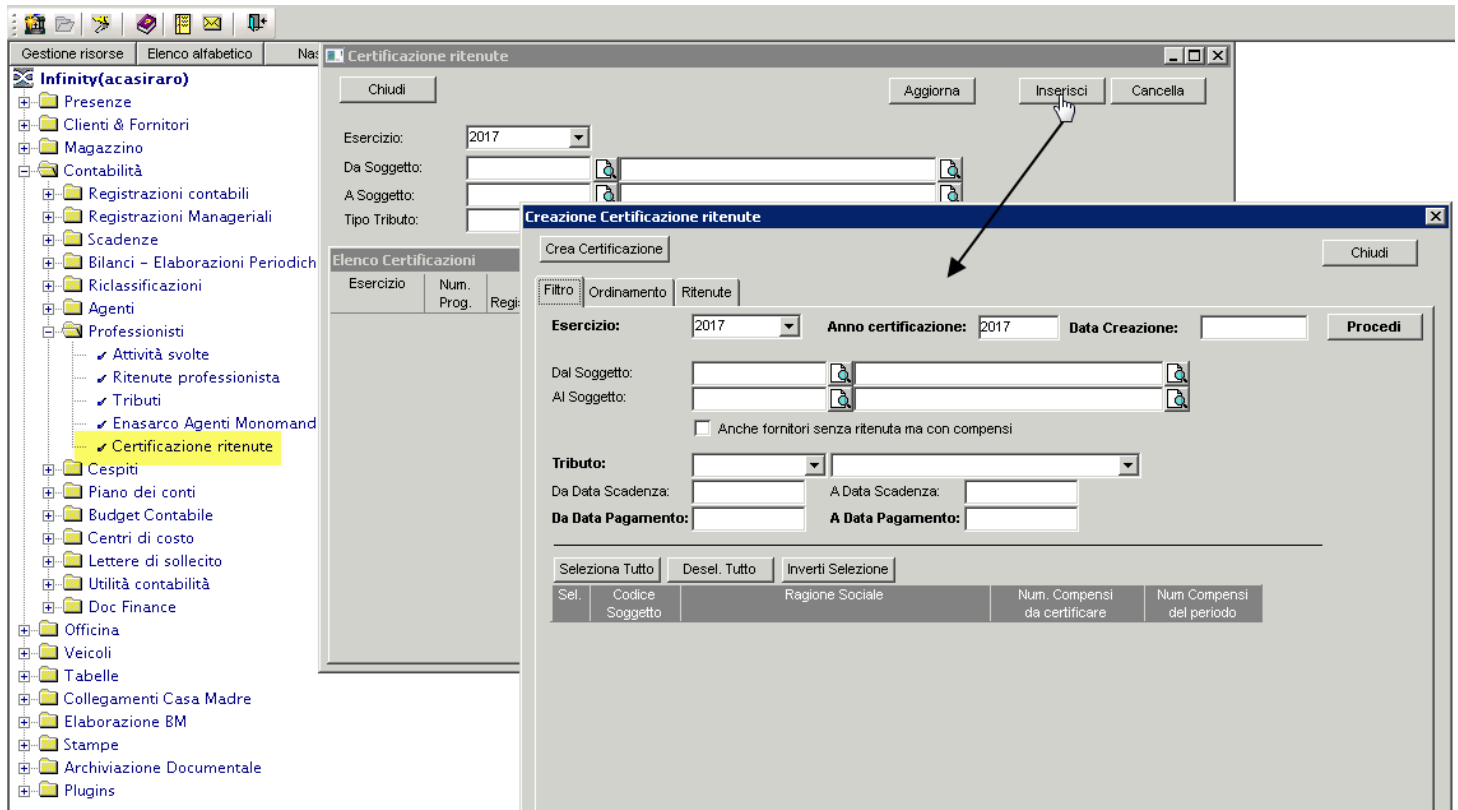 Gestione risorse Elenco alfabetico Nas
Infinity(acasiraro)
Presenze
Clienti & Fornitori
Magazzino
Contabilità
Registrazioni contabili
Registrazioni Manageriali
Scadenze
Bilanci - Elaborazioni Periodich
Riclassificazioni
Agenti
Professionisti
Attività svolte
Ritenute professionista
Tributi
Enasarco Agenti Monomand
Certificazione ritenute
Cespiti
Piano dei conti
Budget Contabile
Centri di costo
Lettere di sollecito
Utilità contabilità
Doc Finance
Officina
Veicoli
Tabelle
Collegamenti Casa Madre
Elaborazione BM
Stampe
Archiviazione Documentale
Plugins
Certificazione ritenute
Chiudi Aggiorna Inserisci Cancella
Esercizio: 2017
Da Soggetto:
A Soggetto:
Tipo Tributo:
Elenco Certificazioni
Esercizio Num. 
Prog. Regi
Creazione Certificazione ritenute
Crea Certificazione Chiudi
Filtro Ordinamento Ritenute
Esercizio: 2017 Anno certificazione: 2017 Data Creazione: Procedi
Dal Soggetto:
Al Soggetto:
Anche fornitori senza ritenuta ma con compensi
Tributo:
Da Data Scadenza: A Data Scadenza:
Da Data Pagamento: A Data Pagamento:
Seleziona Tutto Desel. Tutto Inverti Selezione
Sel. Codice Ragione Sociale Num. Compensi Num Compensi
Soggetto da certificare del periodo